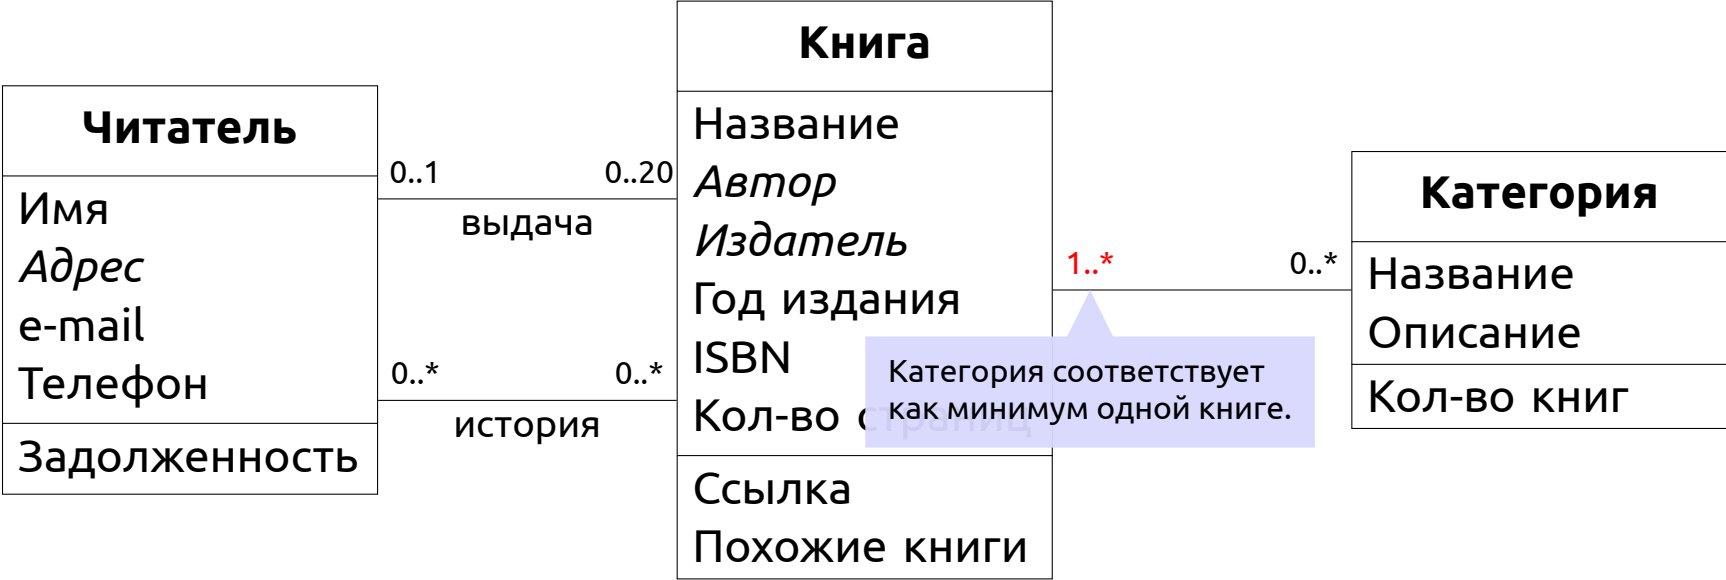 Читатель
Имя
Адрес
e-mail
Телефон
Задолженность
0..1
0..20
выдача
0..*
0..*
история
Книга
Название
Автор
Издатель
Год издания
ISBN
Кол-во страниц
Ссылка
Похожие книги
1..*
0..*
Категория соответствует
как минимум одной книге.
Категория
Название
Описание
Кол-во книг